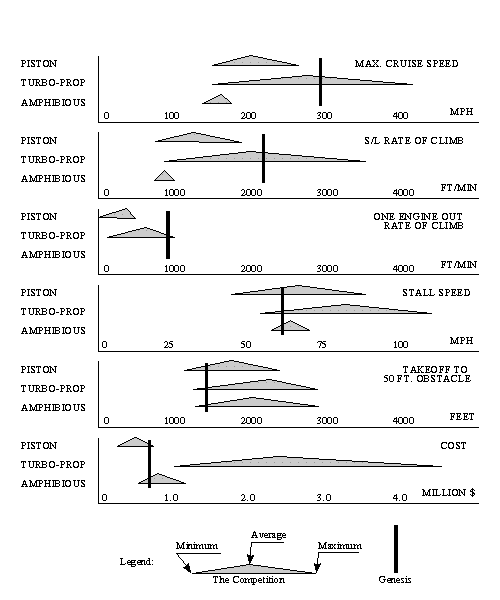 PISTON
MAX. CRUISE SPEED
TURBO-PROP
AMPHIBIOUS
0 100 200 300 400 MPH
PISTON
S/L RATE OF CLIMB
TURBO-PROP
AMPHIBIOUS
0 1000 2000 3000 4000 FT/MIN
PISTON
ONE ENGINE OUT
RATE OF CLIMB
TURBO-PROP
AMPHIBIOUS
0 1000 2000 3000 4000 FT/MIN
PISTON
STALL SPEED
TURBO-PROP
AMPHIBIOUS
0 25 50 75 100 MPH
PISTON
TAKEOFF TO
50 FT. OBSTACLE
TURBO-PROP
AMPHIBIOUS
0 1000 2000 3000 4000 FEET
PISTON
COST
TURBO-PROP
AMPHIBIOUS
0 1.0 2.0 3.0 4.0 MILLION $
Average
Minimum
Maximum
Legend:
The Competition
Genesis